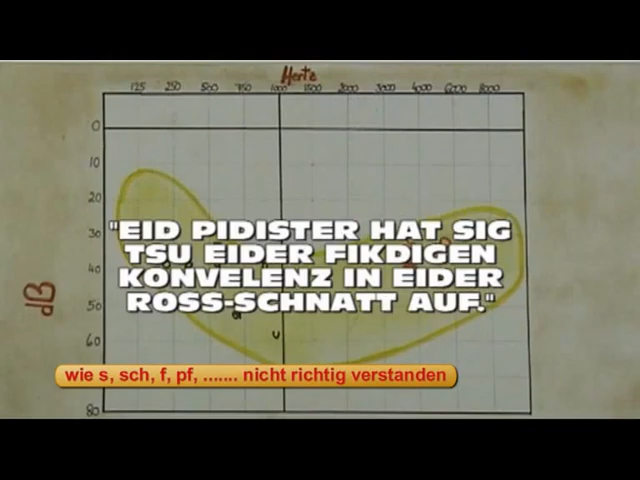 Hertz
125 250 500 750 1000 1500 2000 3000 4000 6000 8000
0
10
20
30
40
50
60
80
dB
"EID PIDISTER HAT SIG
TSU EIDER FIKDIGEN
KONVELENZ IN EIDER
ROSS-SCHNATT AUF."
wie s, sch, f, pf, ....... nicht richtig verstanden